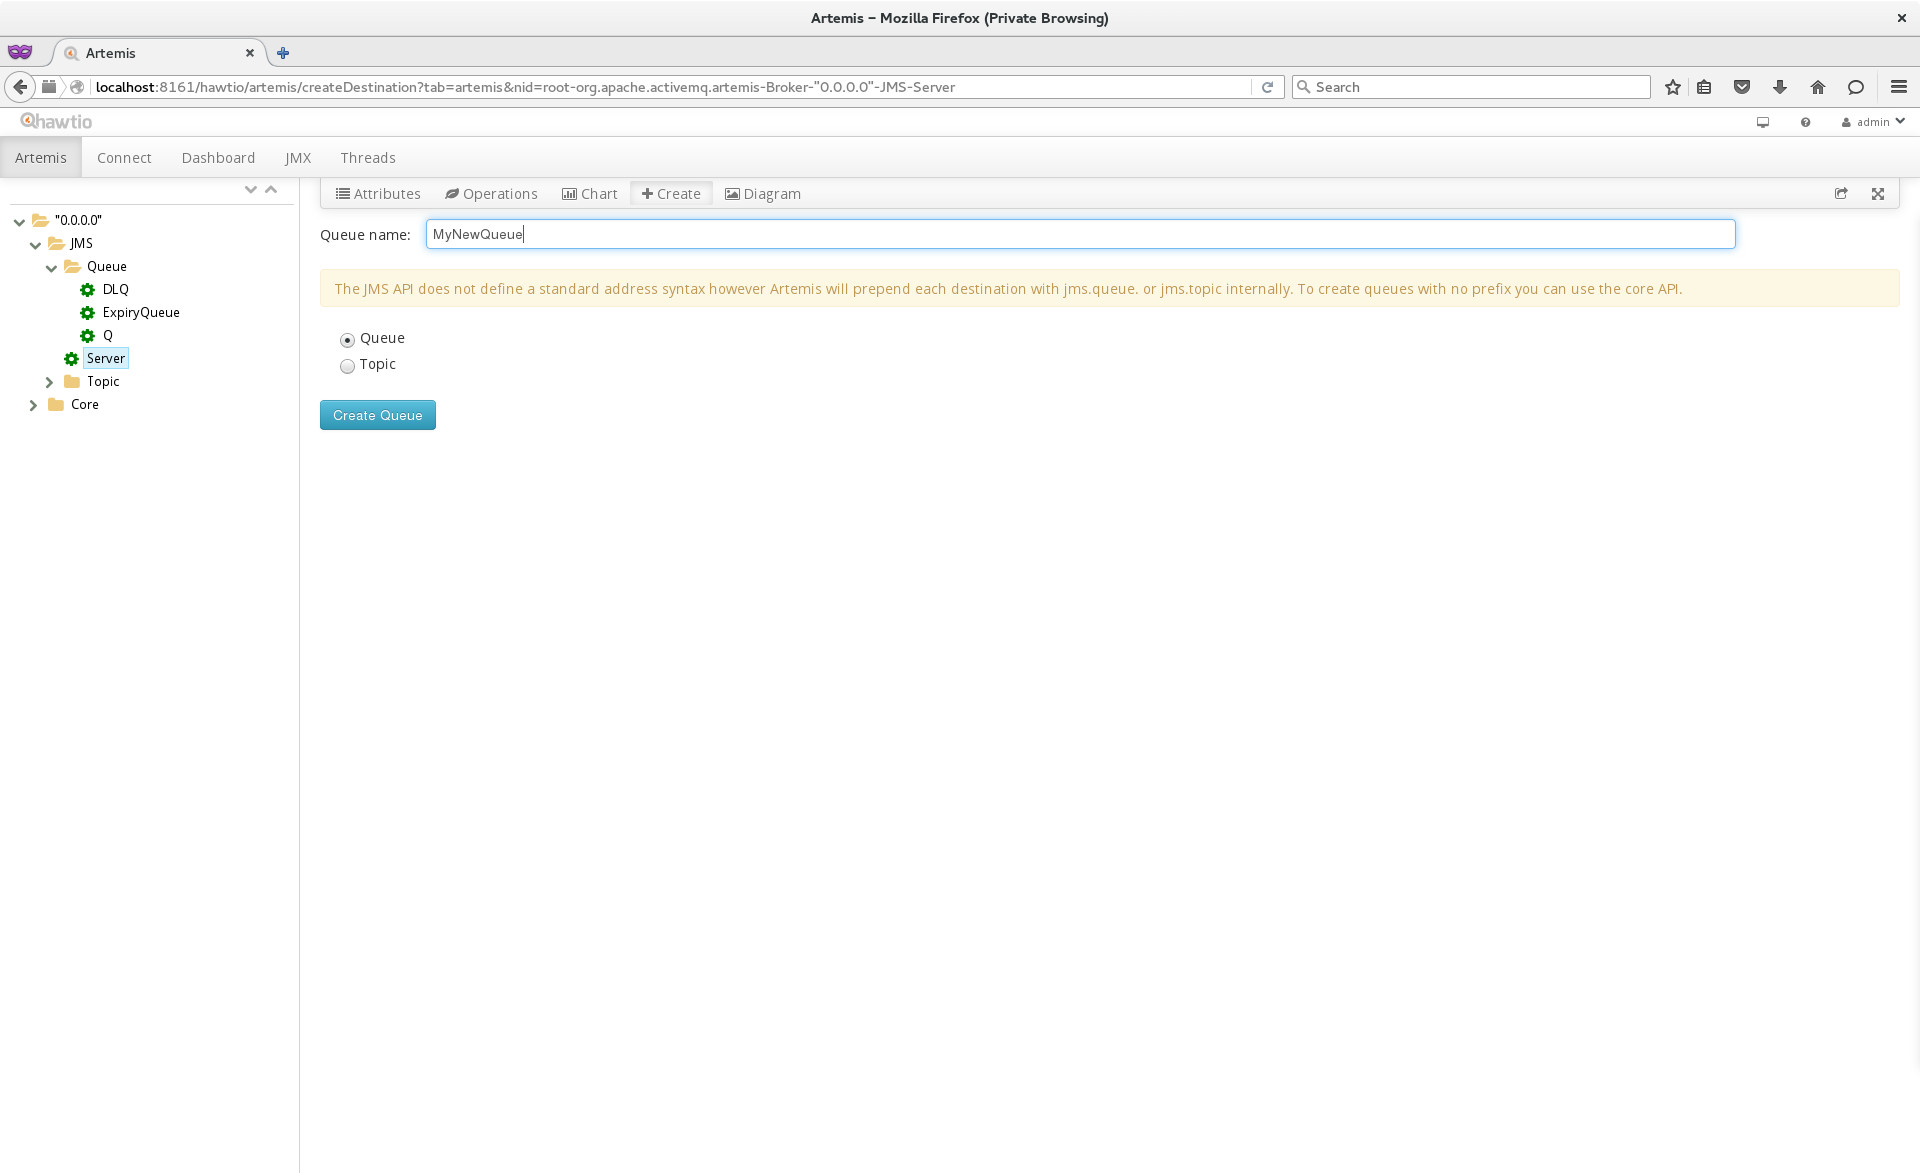 Artemis – Mozilla Firefox (Private Browsing)
Artemis
localhost:8161/hawtio/artemis/createDestination?tab=artemis&nid=root-org.apache.activemq.artemis-Broker-"0.0.0.0"-JMS-Server
Search
hawtio
admin
Artemis Connect Dashboard JMX Threads
Attributes Operations Chart Create Diagram
"0.0.0.0"
JMS
Queue
DLQ
ExpiryQueue
Q
Server
Topic
Core
Queue name: MyNewQueue
The JMS API does not define a standard address syntax however Artemis will prepend each destination with jms.queue. or jms.topic internally. To create queues with no prefix you can use the core API.
Queue
Topic
Create Queue